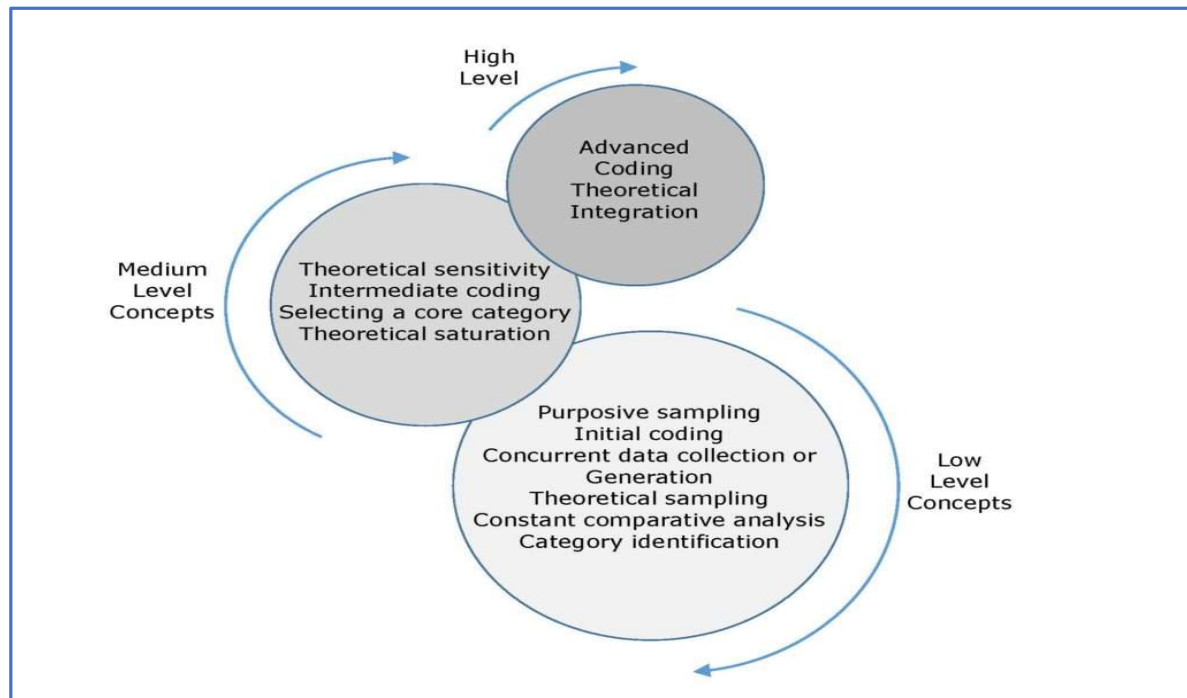 High
Level
Advanced
Coding
Theoretical
Integration
Medium
Level
Concepts
Theoretical sensitivity
Intermediate coding
Selecting a core category
Theoretical saturation
Purposive sampling
Initial coding
Concurrent data collection or
Generation
Theoretical sampling
Constant comparative analysis
Category identification
Low
Level
Concepts